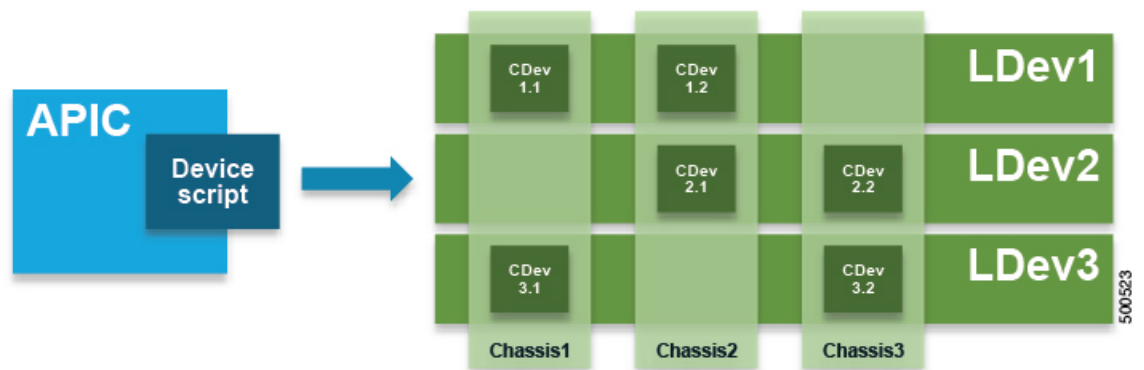 APIC
Device
script
CDev
1.1
CDev
1.2
LDev1
CDev
2.1
CDev
2.2
LDev2
CDev
3.1
CDev
3.2
LDev3
Chassis1
Chassis2
Chassis3
500523